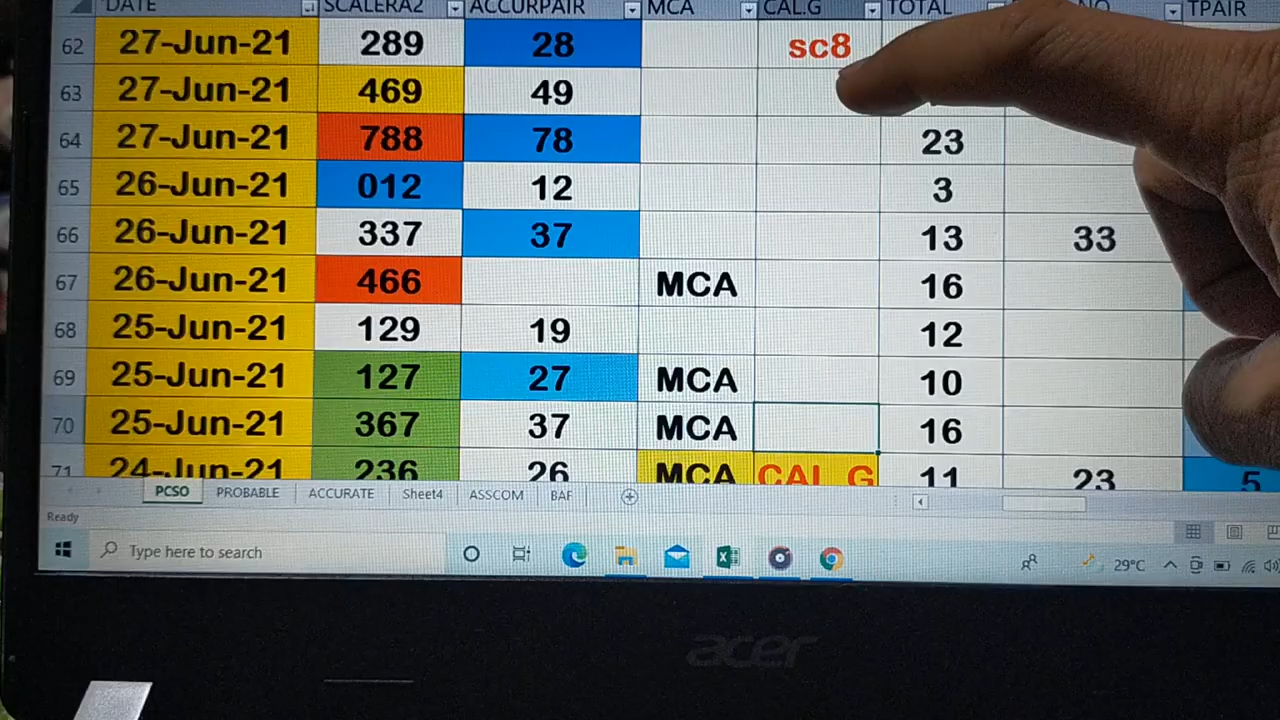 DATE SCALERA2 ACCURPAIR MCA CAL.G TOTAL NO TPAIR
62 27-Jun-21 289 28 sc8
63 27-Jun-21 469 49
64 27-Jun-21 788 78 23
65 26-Jun-21 012 12 3
66 26-Jun-21 337 37 13 33
67 26-Jun-21 466 MCA 16
68 25-Jun-21 129 19 12
69 25-Jun-21 127 27 MCA 10
70 25-Jun-21 367 37 MCA 16
71 24-Jun-21 236 26 MCA CAL G 11 23 5
PCSO PROBABLE ACCURATE Sheet4 ASSCOM BAF
Ready
Type here to search 29°C
acer